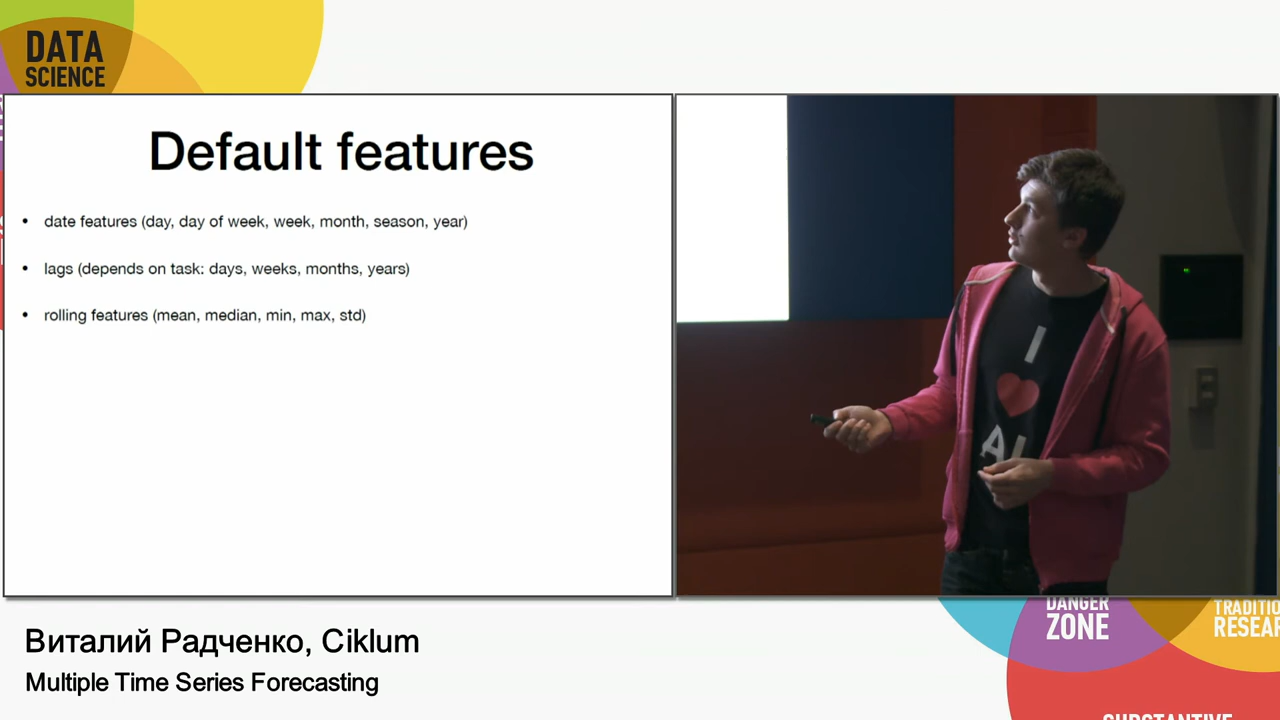 DATA
SCIENCE
Default features
• date features (day, day of week, week, month, season, year)
• lags (depends on task: days, weeks, months, years)
• rolling features (mean, median, min, max, std)
I
AI
Виталий Радченко, Ciklum
Multiple Time Series Forecasting
DANGER
ZONE